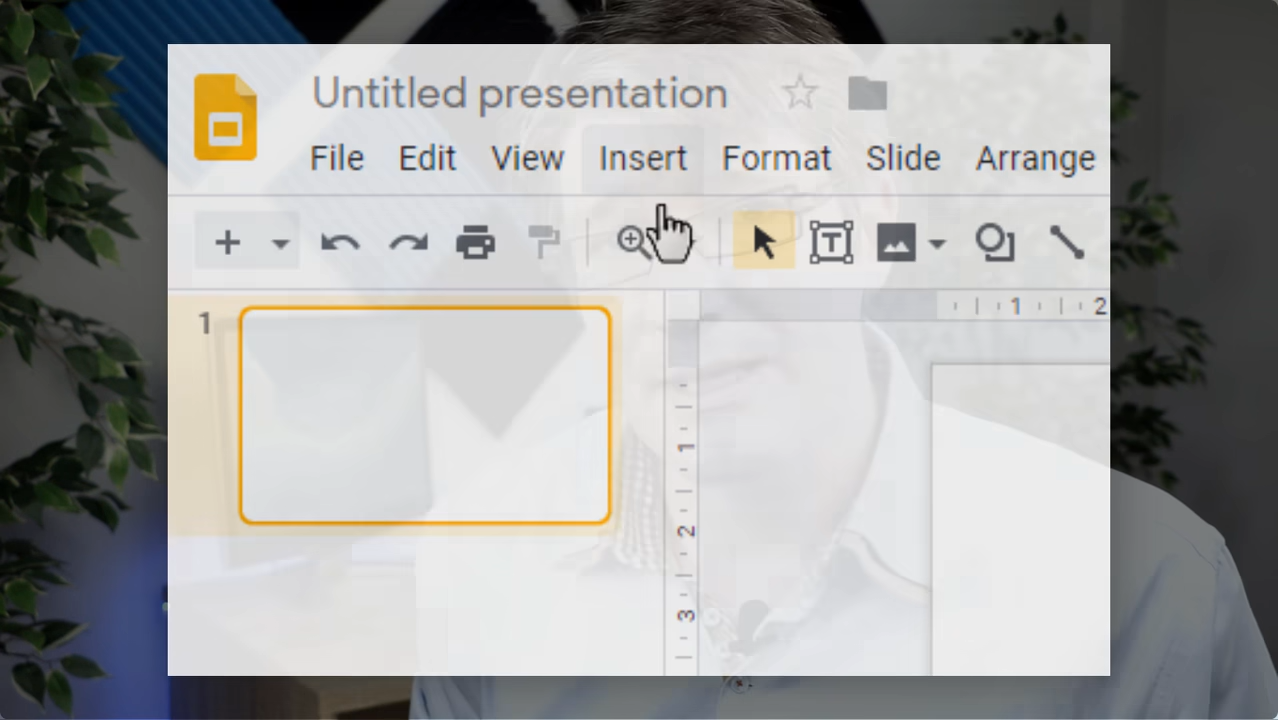 Untitled presentation
File Edit View Insert Format Slide Arrange
T
1
1 2
1
2
3